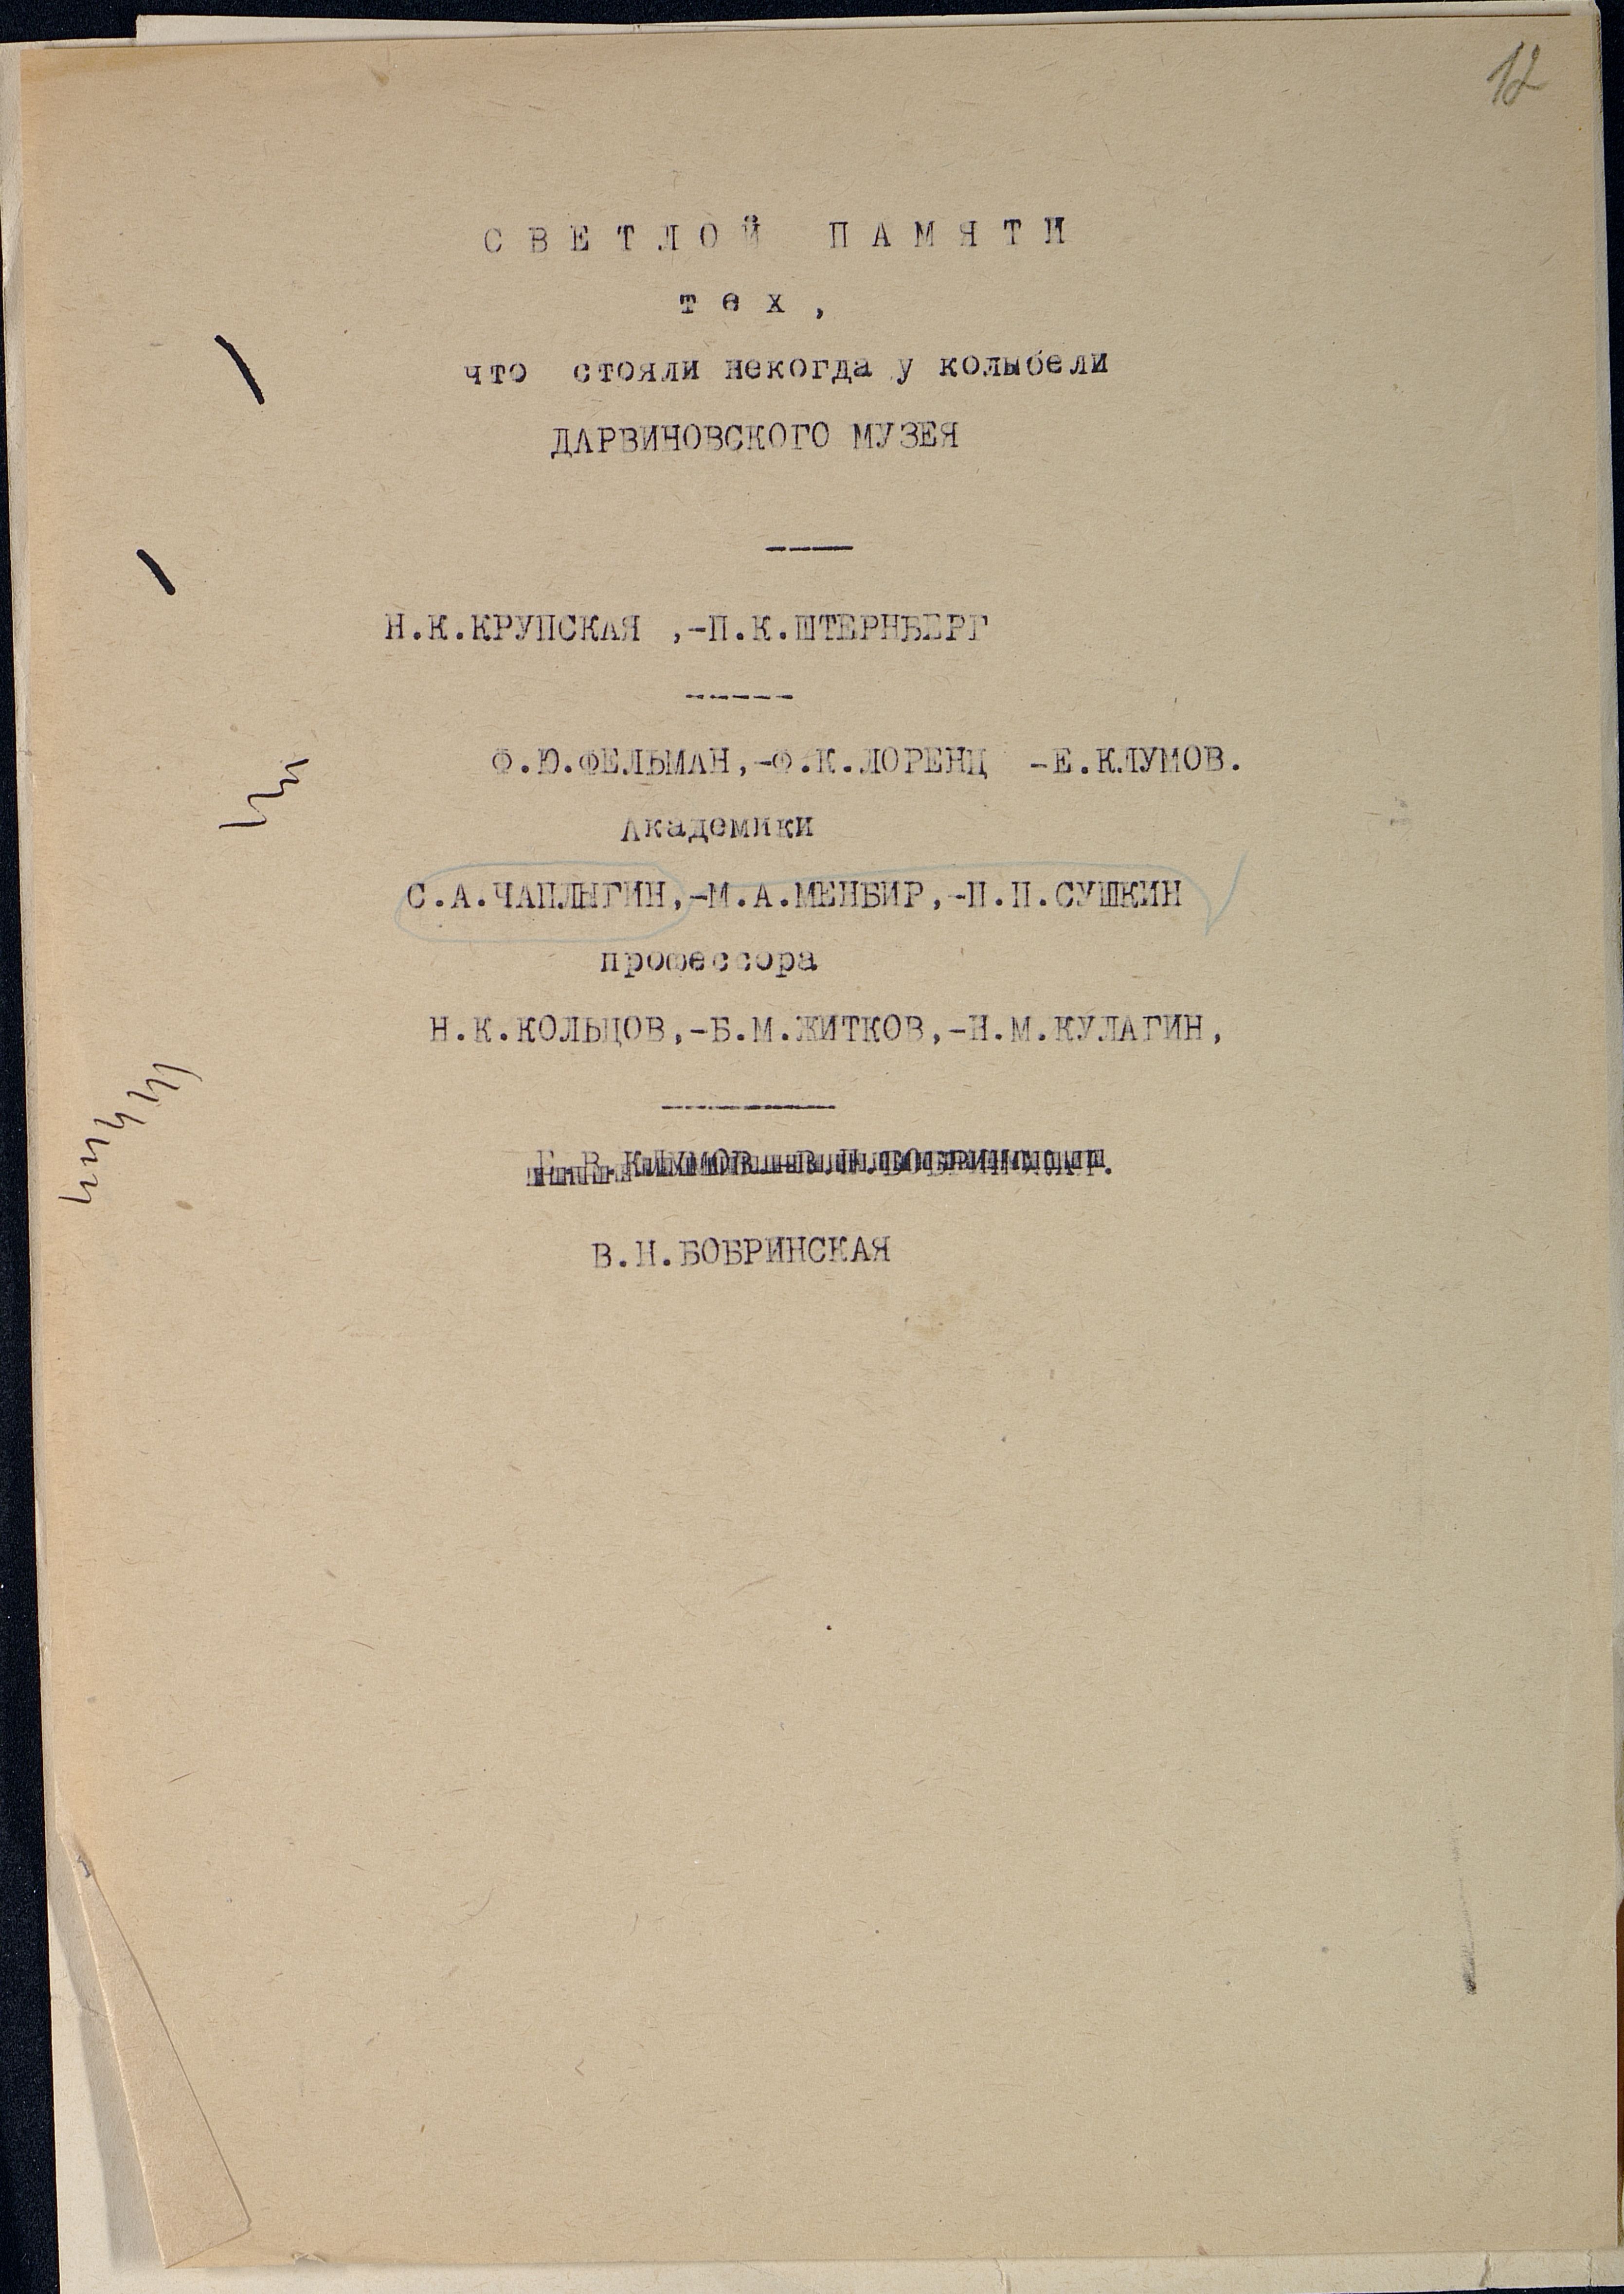 12
СВЕТЛОЙ ПАМЯТИ
тех,
что стояли некогда у колыбели
ДАРВИНОВСКОГО МУЗЕЯ
Н.К.КРУПСКАЯ ,-П.К.ШТЕРНБЕРГ
Ф.Ю.ФЕЛЬМАН,-Ф.К.ЛОРЕНЦ -Е.КЛУМОВ.
Академики
С.А.ЧАПЛЫГИН,-М.А.МЕНБИР,-П.П.СУШКИН
профессора
Н.К.КОЛЬЦОВ,-Б.М.ЖИТКОВ,-Н.М.КУЛАГИН,
В.Н.БОБРИНСКАЯ